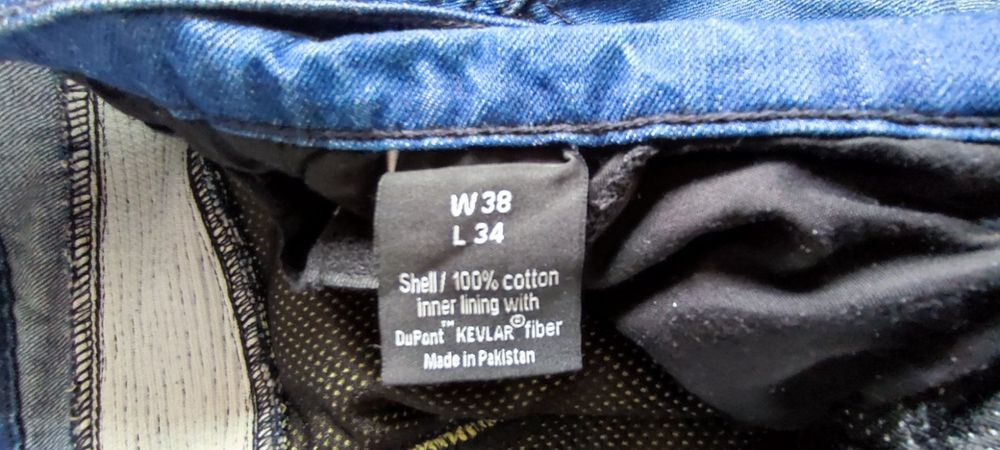 W 38
L 34
Shell / 100% cotton
inner lining with
DuPont™ KEVLAR© fiber
Made in Pakistan